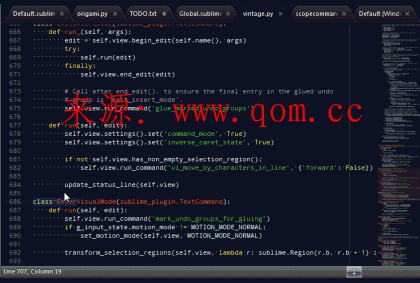 Default.sublim
origami.py
TODO.txt
Global.sublime
vintage.py
scopecomman
Default (Window
666 def run_(self, args):
667 edit = self.view.begin_edit(self.name(), args)
668 try:
669 self.run(edit)
670 finally:
671 self.view.end_edit(edit)
672
673 # Call after end_edit(), to ensure the final entry in the glued undo
674 # group is 'exit_insert_mode'.
675 self.view.run_command('glue_marked_undo_groups')
676
677 def run(self, edit):
678 self.view.settings().set('command_mode', True)
679 self.view.settings().set('inverse_caret_state', True)
680
681 if not self.view.has_non_empty_selection_region():
682 self.view.run_command('vi_move_by_characters_in_line', {'forward': False})
683
684 update_status_line(self.view)
685
686 class EnterVisualMode(sublime_plugin.TextCommand):
687 def run(self, edit):
688 self.view.run_command('mark_undo_groups_for_gluing')
689 if g_input_state.motion_mode != MOTION_MODE_NORMAL:
690 set_motion_mode(self.view, MOTION_MODE_NORMAL)
691
692 transform_selection_regions(self.view, lambda r: sublime.Region(r.b, r.b + 1) i
693
来源：www.qom.cc
Line 707, Column 19